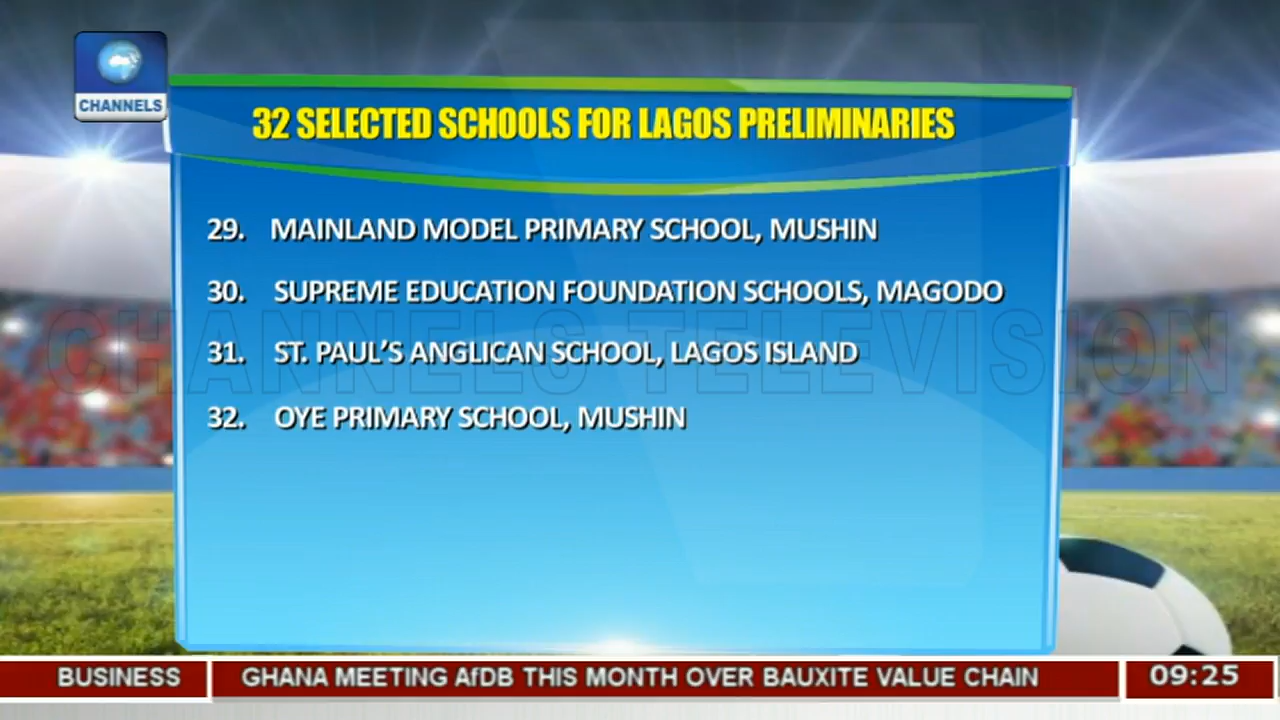 CHANNELS
32 SELECTED SCHOOLS FOR LAGOS PRELIMINARIES
29. MAINLAND MODEL PRIMARY SCHOOL, MUSHIN
30. SUPREME EDUCATION FOUNDATION SCHOOLS, MAGODO
CHANNELS TELEVISION
31. ST. PAUL'S ANGLICAN SCHOOL, LAGOS ISLAND
32. OYE PRIMARY SCHOOL, MUSHIN
BUSINESS GHANA MEETING AfDB THIS MONTH OVER BAUXITE VALUE CHAIN 09:25